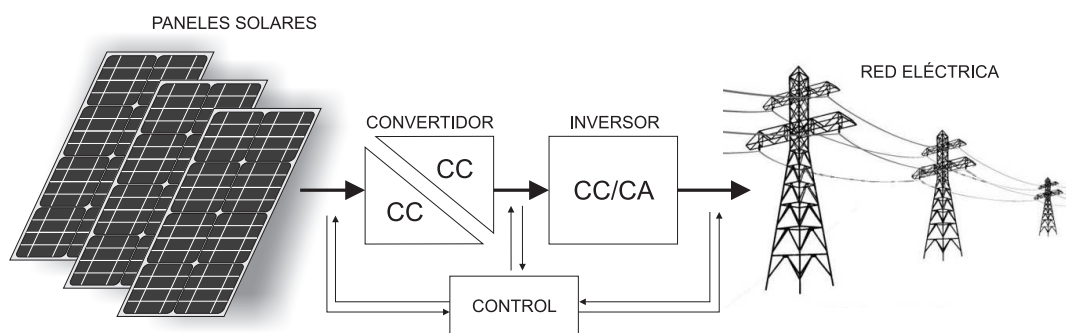 PANELES SOLARES
RED ELÉCTRICA
CONVERTIDOR
INVERSOR
CC
CC
CC/CA
CONTROL